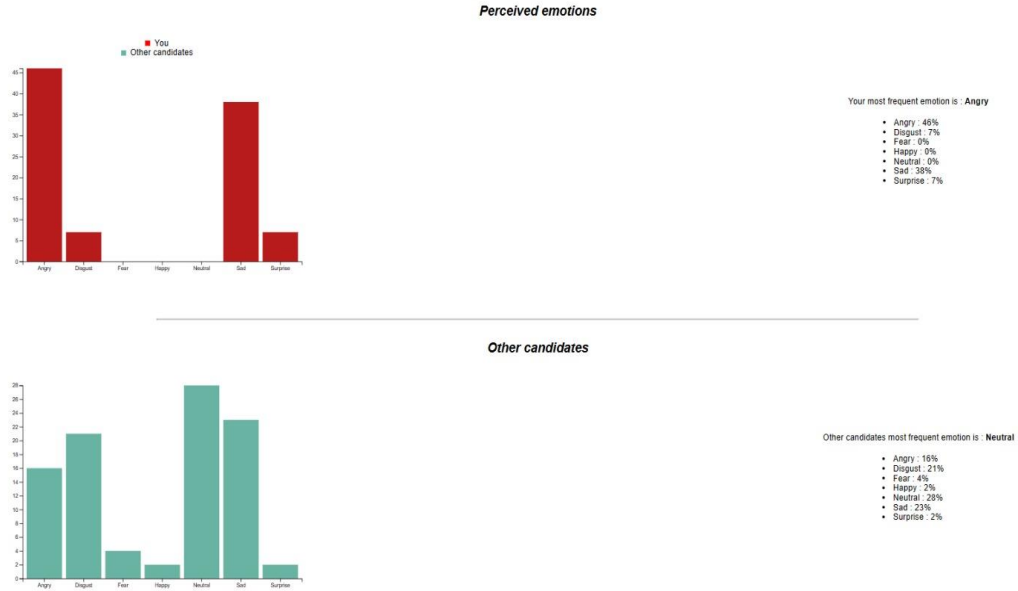 Perceived emotions
You
Other candidates
45
40
35
30
25
20
15
10
5
0
Angry Disgust Fear Happy Neutral Sad Surprise
Your most frequent emotion is : Angry
Angry : 46%
Disgust : 7%
Fear : 0%
Happy : 0%
Neutral : 0%
Sad : 38%
Surprise : 7%
Other candidates
28
26
24
22
20
18
16
14
12
10
8
6
4
2
0
Angry Disgust Fear Happy Neutral Sad Surprise
Other candidates most frequent emotion is : Neutral
Angry : 16%
Disgust : 21%
Fear : 4%
Happy : 2%
Neutral : 28%
Sad : 23%
Surprise : 2%